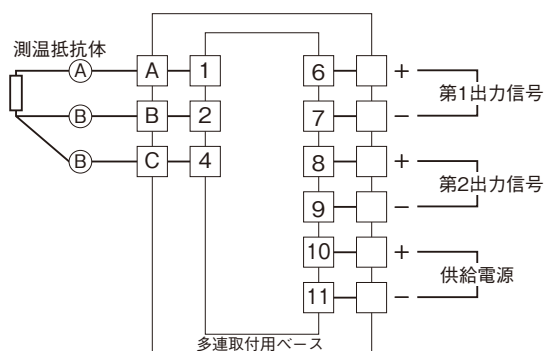 測温抵抗体
A A 1 6 +
第1出力信号
B B 2 7 −
B C 4 8 +
第2出力信号
9 −
10 +
供給電源
11 −
多連取付用ベース